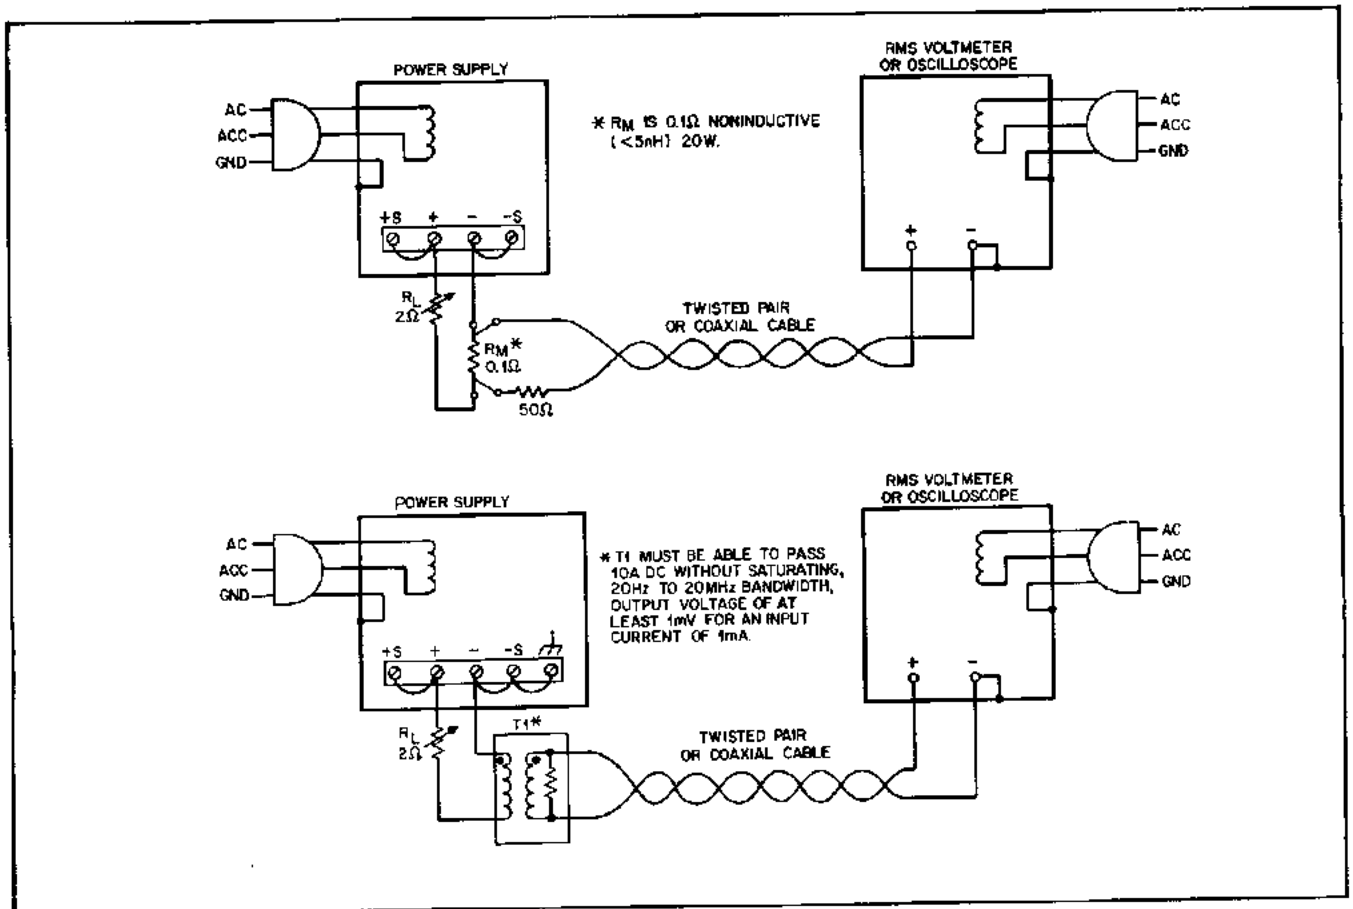 POWER SUPPLY
RMS VOLTMETER
OR OSCILLOSCOPE
AC
ACC
GND
* RM IS 0.1Ω NONINDUCTIVE
(<5nH) 20W.
AC
ACC
GND
+S + - -S
+ -
RL
2Ω
RM*
0.1Ω
50Ω
TWISTED PAIR
OR COAXIAL CABLE
POWER SUPPLY
RMS VOLTMETER
OR OSCILLOSCOPE
AC
ACC
GND
* T1 MUST BE ABLE TO PASS
10A DC WITHOUT SATURATING,
20Hz TO 20MHz BANDWIDTH,
OUTPUT VOLTAGE OF AT
LEAST 1mV FOR AN INPUT
CURRENT OF 1mA.
AC
ACC
GND
+S + - -S
+ -
RL
2Ω
T1*
TWISTED PAIR
OR COAXIAL CABLE